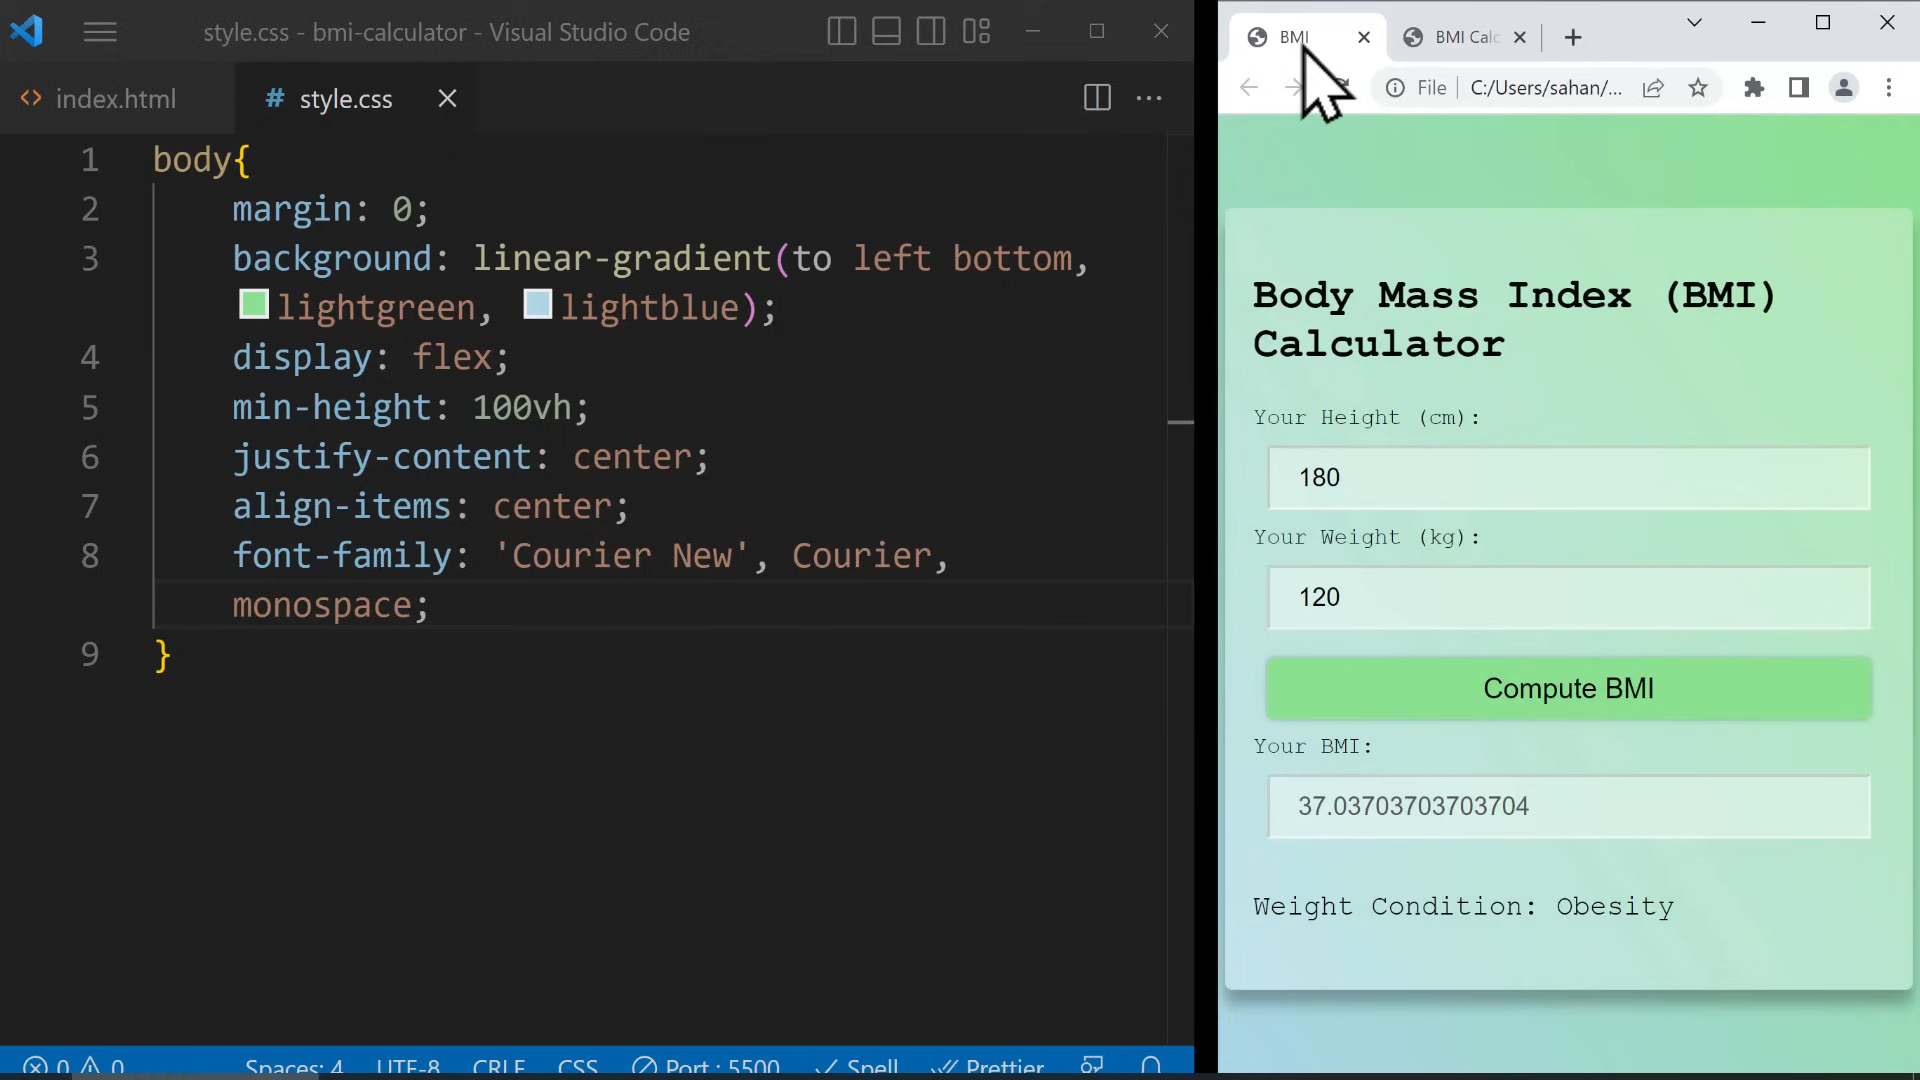 style.css - bmi-calculator - Visual Studio Code
<> index.html
# style.css
1 body{
2 margin: 0;
3 background: linear-gradient(to left bottom,
lightgreen, lightblue);
4 display: flex;
5 min-height: 100vh;
6 justify-content: center;
7 align-items: center;
8 font-family: 'Courier New', Courier,
monospace;
9 }
0 0 Spaces: 4 UTF-8 CRLF CSS Port : 5500 Spell Prettier
BMI
BMI Calc
File C:/Users/sahan/...
Body Mass Index (BMI)
Calculator
Your Height (cm):
180
Your Weight (kg):
120
Compute BMI
Your BMI:
37.03703703703704
Weight Condition: Obesity